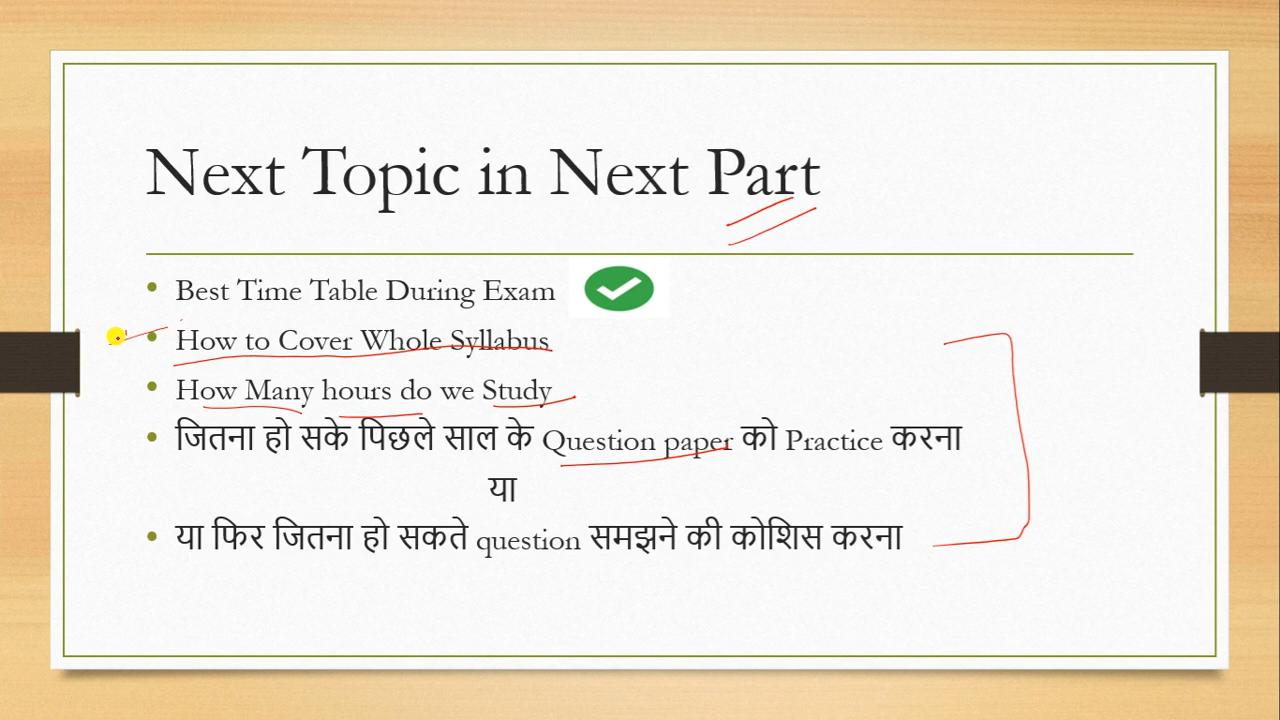 Next Topic in Next Part
Best Time Table During Exam
How to Cover Whole Syllabus
How Many hours do we Study
जितना हो सके पिछले साल के Question paper को Practice करना
या
या फिर जितना हो सकते question समझने की कोशिस करना